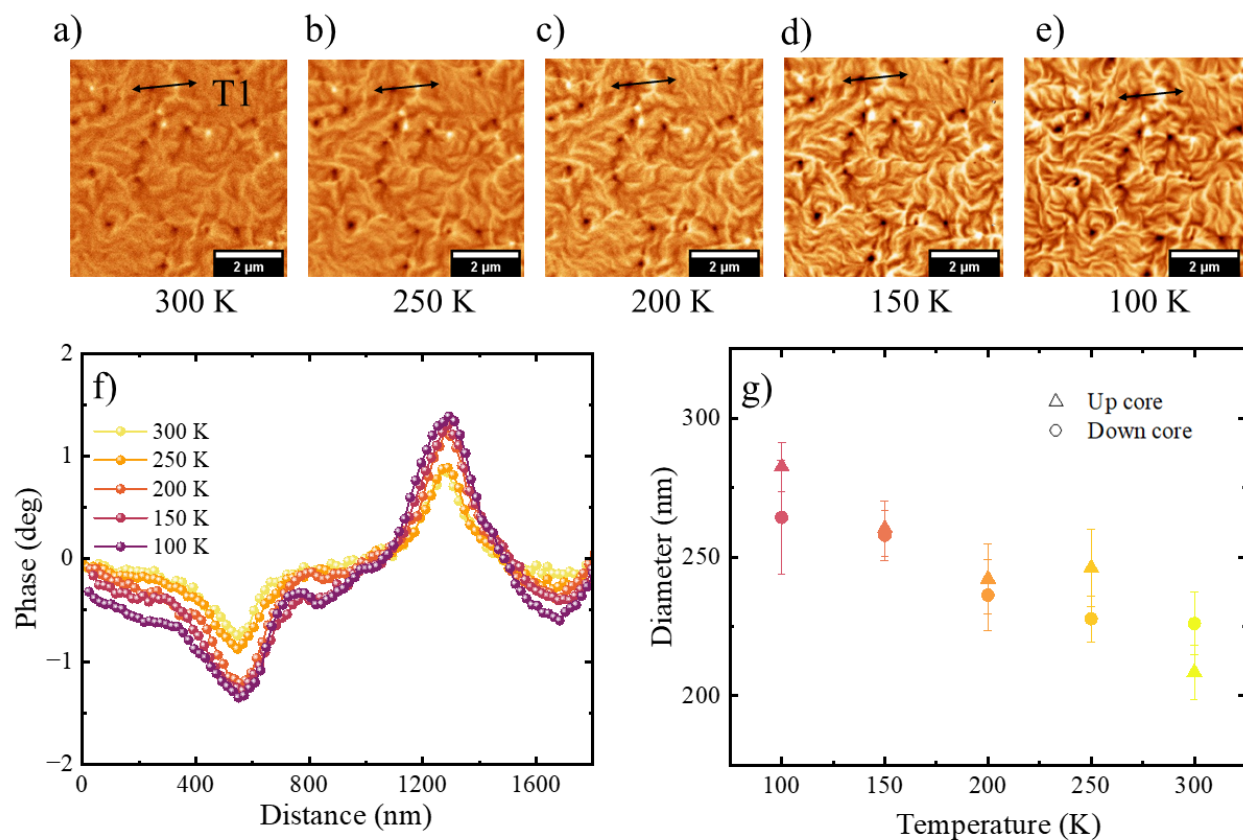 a)
b)
c)
d)
e)
T1
2 μm
2 μm
2 μm
2 μm
2 μm
300 K
250 K
200 K
150 K
100 K
f)
2
1
0
−1
−2
Phase (deg)
300 K
250 K
200 K
150 K
100 K
0
400
800
1200
1600
Distance (nm)
g)
Up core
Down core
300
250
200
Diameter (nm)
100
150
200
250
300
Temperature (K)